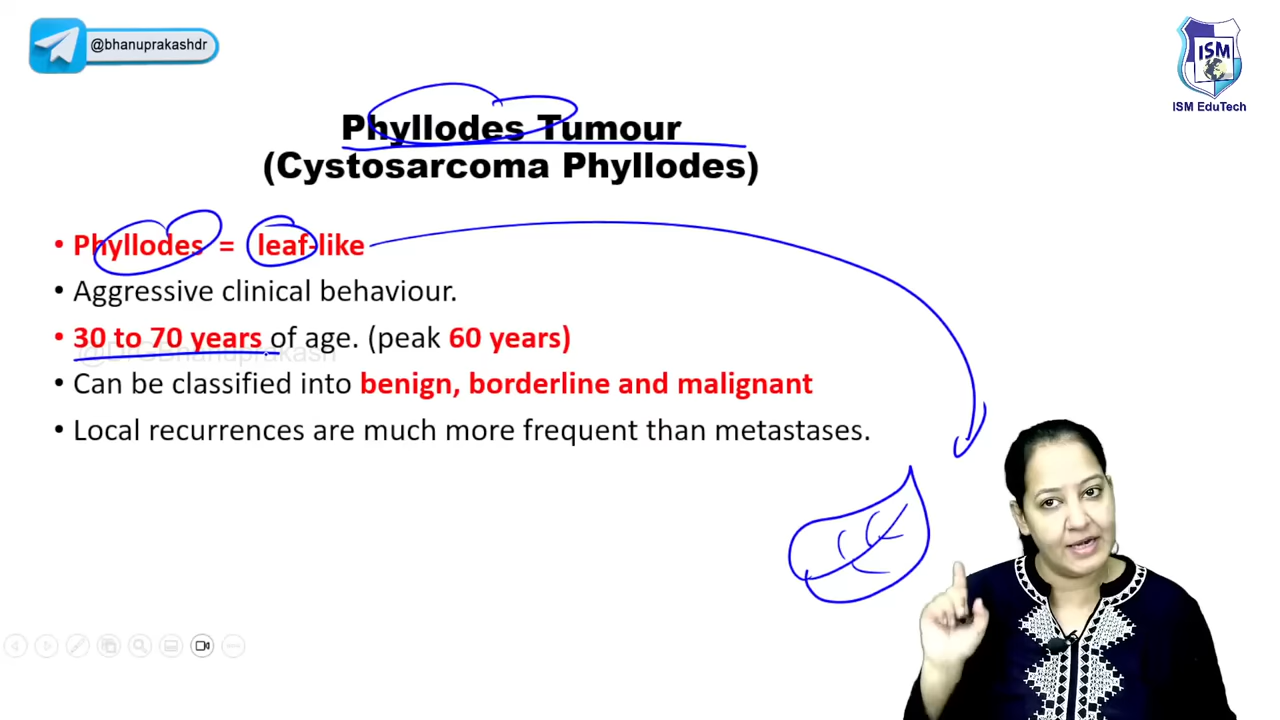 @bhanuprakashdr
ISM
ISM EduTech
Phyllodes Tumour
(Cystosarcoma Phyllodes)
• Phyllodes = leaf-like
• Aggressive clinical behaviour.
• 30 to 70 years of age. (peak 60 years)
@DrGBhanuprakash
• Can be classified into benign, borderline and malignant
• Local recurrences are much more frequent than metastases.